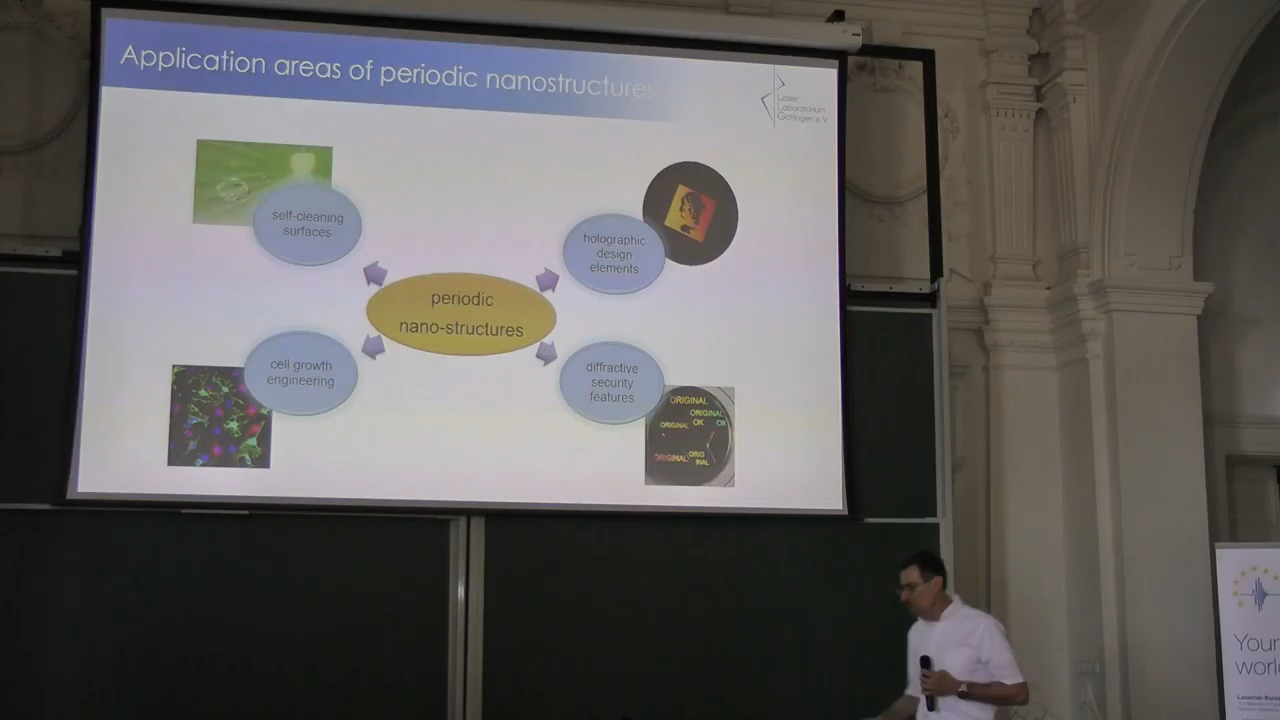 Application areas of periodic nanostructures
Laser
Laboratorium
Göttingen e.V.
self-cleaning
surfaces
holographic
design
elements
periodic
nano-structures
cell growth
engineering
diffractive
security
features
ORIGINAL
ORIGINAL
OK
OK
ORIGINAL
ORIGINAL
ORIG
INAL
Your
world